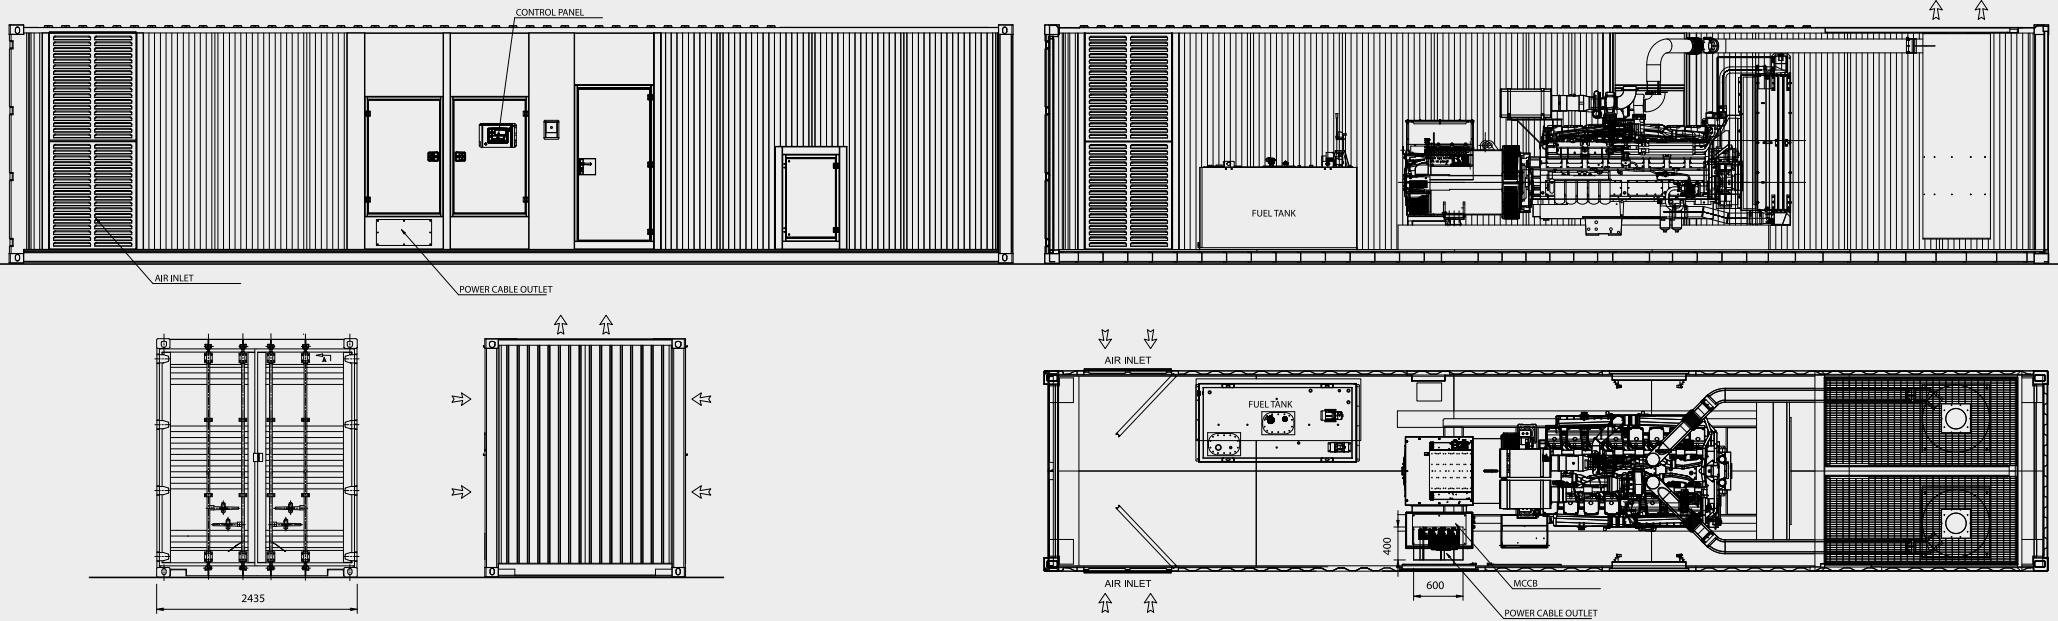 CONTROL PANEL
AIR INLET
POWER CABLE OUTLET
FUEL TANK
A
2435
AIR INLET
FUEL TANK
400
AIR INLET
600
MCCB
POWER CABLE OUTLET